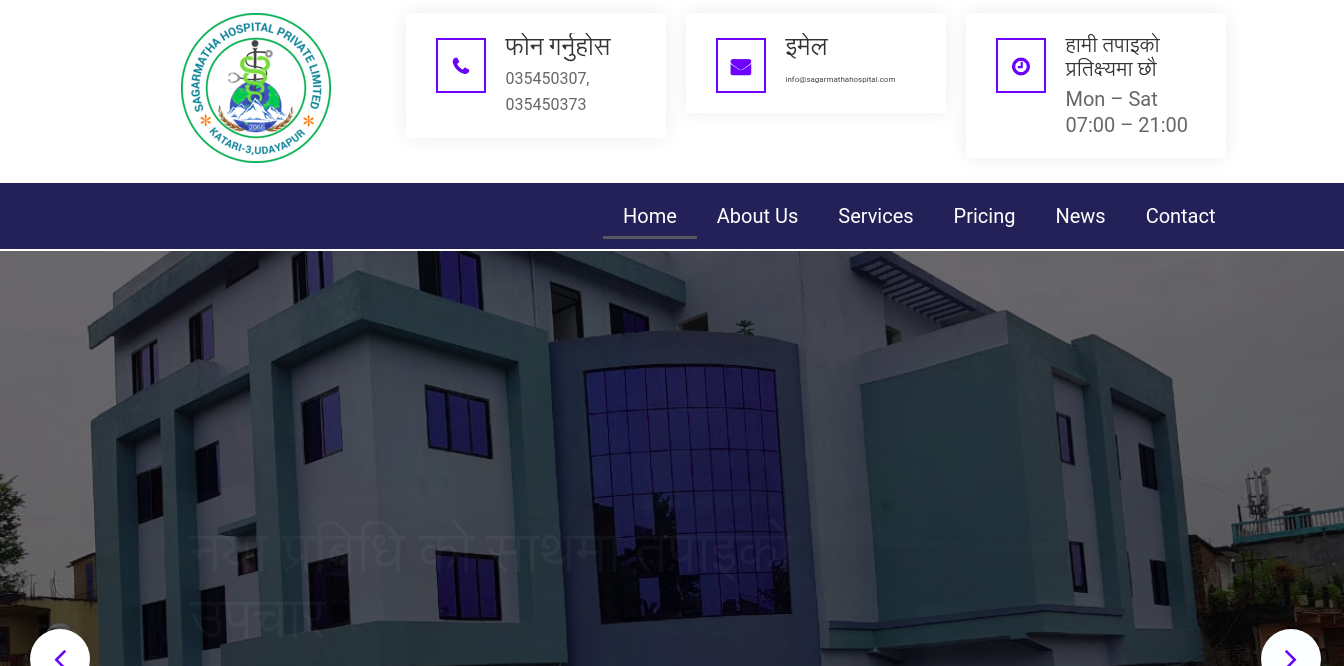 SAGARMATHA HOSPITAL PRIVATE LIMITED
2066
KATARI-3,UDAYAPUR
फोन गर्नुहोस
035450307,
035450373
इमेल
info@sagarmathahospital.com
हामी तपाइको
प्रतिक्ष्यमा छौ
Mon – Sat
07:00 – 21:00
Home
About Us
Services
Pricing
News
Contact
नया प्रबिधि को साथमा तपाइको
उपचार